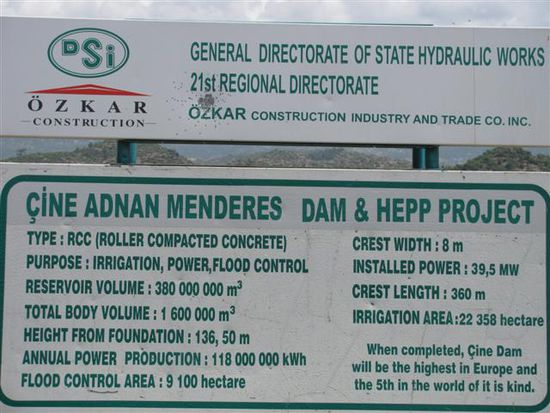 DSİ
GENERAL DIRECTORATE OF STATE HYDRAULIC WORKS
21st REGIONAL DIRECTORATE
ÖZKAR CONSTRUCTION INDUSTRY AND TRADE CO. INC.
ÖZKAR
CONSTRUCTION
ÇİNE ADNAN MENDERES DAM & HEPP PROJECT
TYPE : RCC (ROLLER COMPACTED CONCRETE)
PURPOSE : IRRIGATION, POWER,FLOOD CONTROL
RESERVOIR VOLUME : 380 000 000 m³
TOTAL BODY VOLUME : 1 600 000 m³
HEIGHT FROM FOUNDATION : 136, 50 m
ANNUAL POWER PRODUCTION : 118 000 000 kWh
FLOOD CONTROL AREA : 9 100 hectare
CREST WIDTH : 8 m
INSTALLED POWER : 39,5 MW
CREST LENGTH : 360 m
IRRIGATION AREA :22 358 hectare
When completed, Çine Dam
will be the highest in Europe and
the 5th in the world of it is kind.